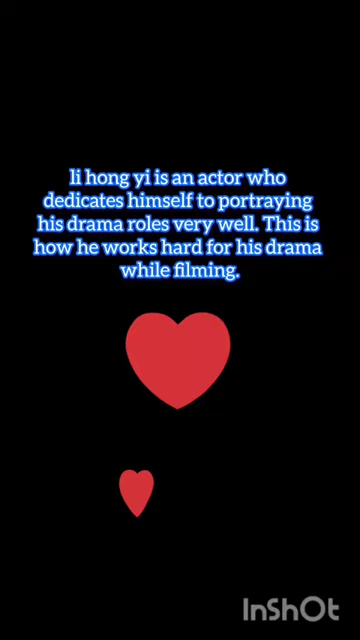 li hong yi is an actor who
dedicates himself to portraying
his drama roles very well. This is
how he works hard for his drama
while filming.
InShOt